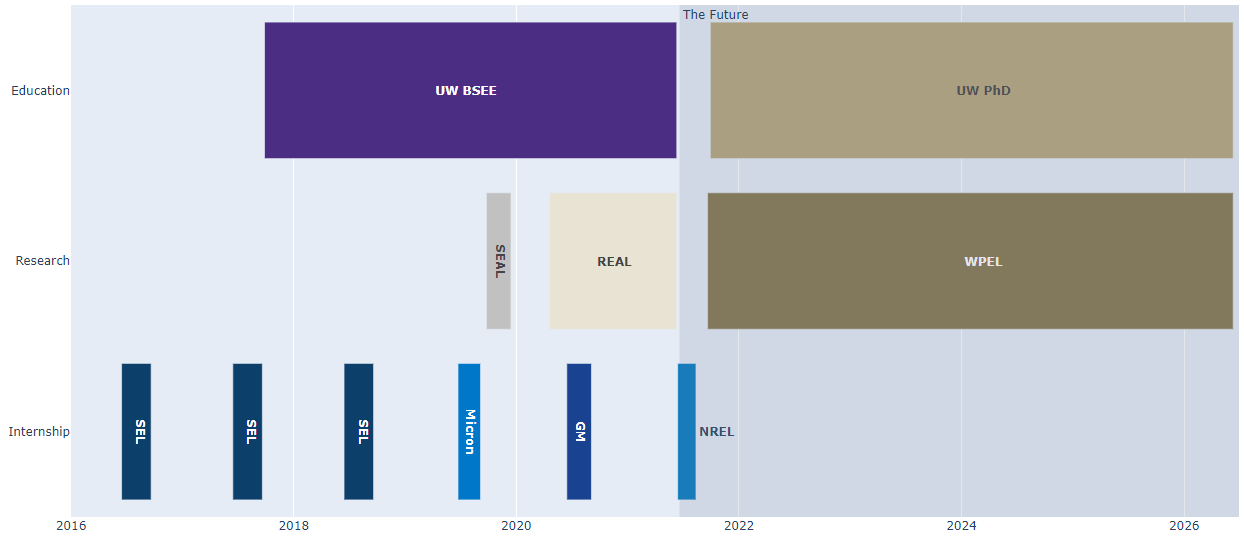 The Future
Education
UW BSEE
UW PhD
Research
SEAL
REAL
WPEL
Internship
SEL
SEL
SEL
Micron
GM
NREL
2016
2018
2020
2022
2024
2026